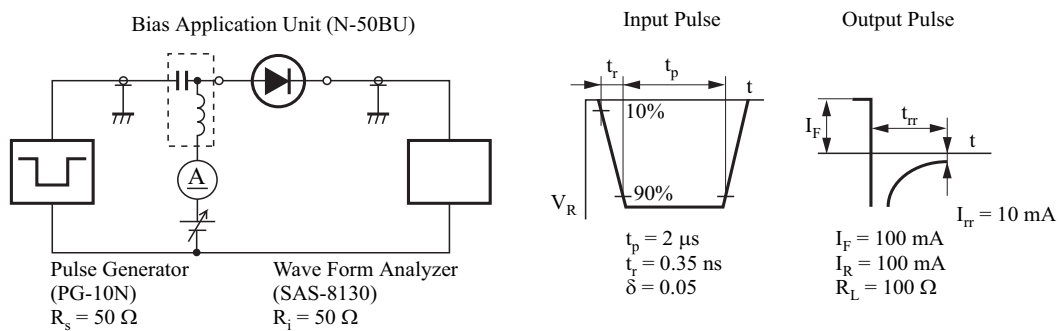 Bias Application Unit (N-50BU)
A
Pulse Generator
(PG-10N)
R_s = 50 Ω
Wave Form Analyzer
(SAS-8130)
R_i = 50 Ω
Input Pulse
t_r
t_p
t
10%
90%
V_R
t_p = 2 μs
t_r = 0.35 ns
δ = 0.05
Output Pulse
I_F
t_rr
t
I_rr = 10 mA
I_F = 100 mA
I_R = 100 mA
R_L = 100 Ω